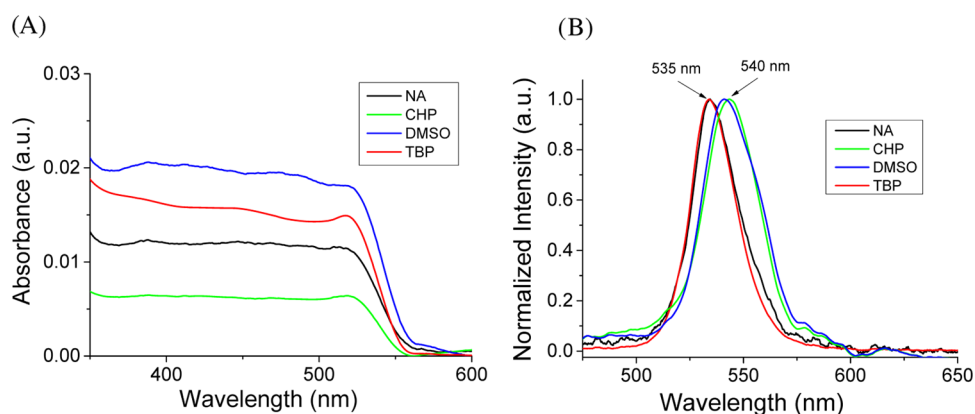 (A)
0.03
0.02
0.01
0.00
Absorbance (a.u.)
400
500
600
Wavelength (nm)
NA
CHP
DMSO
TBP
(B)
535 nm
540 nm
1.0
0.8
0.6
0.4
0.2
0.0
Normalized Intensity (a.u.)
500
550
600
650
Wavelength (nm)
NA
CHP
DMSO
TBP